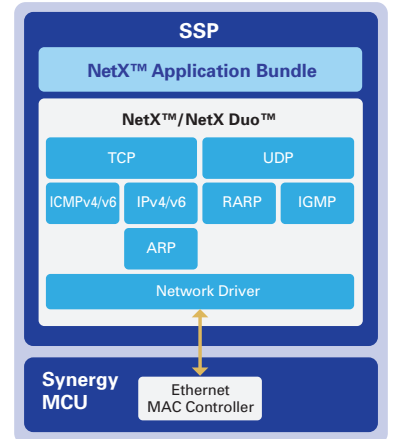 SSP
NetX™ Application Bundle
NetX™/NetX Duo™
TCP
UDP
ICMPv4/v6
IPv4/v6
RARP
IGMP
ARP
Network Driver
Synergy
MCU
Ethernet
MAC Controller